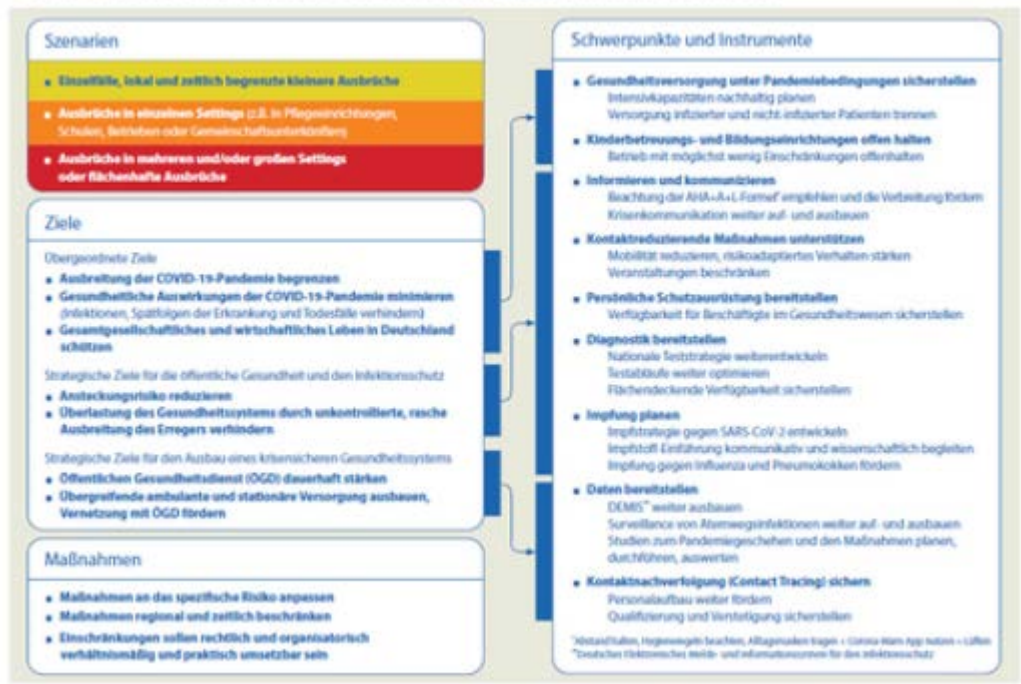 Szenarien
• Einzelfälle, lokal und zeitlich begrenzte kleinere Ausbrüche
• Ausbrüche in einzelnen Settings (z.B. in Pflegeeinrichtungen,
Schulen, Betrieben oder Gemeinschaftsunterkünften)
• Ausbrüche in mehreren und/oder großen Settings
oder flächenhafte Ausbrüche
Ziele
Übergeordnete Ziele
• Ausbreitung der COVID-19-Pandemie begrenzen
• Gesundheitliche Auswirkungen der COVID-19-Pandemie minimieren
(Infektionen, Spätfolgen der Erkrankung und Todesfälle verhindern)
• Gesamtgesellschaftliches und wirtschaftliches Leben in Deutschland
schützen
Strategische Ziele für die öffentliche Gesundheit und den Infektionsschutz
• Ansteckungsrisiko reduzieren
• Überlastung des Gesundheitssystems durch unkontrollierte, rasche
Ausbreitung des Erregers verhindern
Strategische Ziele für den Ausbau eines krisensicheren Gesundheitssystems
• Öffentlichen Gesundheitsdienst (ÖGD) dauerhaft stärken
• Übergreifende ambulante und stationäre Versorgung ausbauen,
Vernetzung mit ÖGD fördern
Maßnahmen
• Maßnahmen an das spezifische Risiko anpassen
• Maßnahmen regional und zeitlich beschränken
• Einschränkungen sollen rechtlich und organisatorisch
verhältnismäßig und praktisch umsetzbar sein
Schwerpunkte und Instrumente
• Gesundheitsversorgung unter Pandemiebedingungen sicherstellen
Intensivkapazitäten nachhaltig planen
Versorgung infizierter und nicht-infizierter Patienten trennen
• Kinderbetreuungs- und Bildungseinrichtungen offen halten
Betrieb mit möglichst wenig Einschränkungen offenhalten
• Informieren und kommunizieren
Beachtung der AHA+A+L-Formel* empfehlen und die Verbreitung fördern
Krisenkommunikation weiter auf- und ausbauen
• Kontaktreduzierende Maßnahmen unterstützen
Mobilität reduzieren, risikoadaptiertes Verhalten stärken
Veranstaltungen beschränken
• Persönliche Schutzausrüstung bereitstellen
Verfügbarkeit für Beschäftigte im Gesundheitswesen sicherstellen
• Diagnostik bereitstellen
Nationale Teststrategie weiterentwickeln
Testabläufe weiter optimieren
Flächendeckende Verfügbarkeit sicherstellen
• Impfung planen
Impfstrategie gegen SARS-CoV-2 entwickeln
Impfstoff-Einführung kommunikativ und wissenschaftlich begleiten
Impfung gegen Influenza und Pneumokokken fördern
• Daten bereitstellen
DEMIS** weiter ausbauen
Surveillance von Atemwegsinfektionen weiter auf- und ausbauen
Studien zum Pandemiegeschehen und den Maßnahmen planen,
durchführen, auswerten
• Kontaktnachverfolgung (Contact Tracing) sichern
Personalaufbau weiter fördern
Qualifizierung und Verstetigung sicherstellen
*Abstand halten, Hygieneregeln beachten, Alltagsmasken tragen + Corona-Warn-App nutzen + Lüften
**Deutsches Elektronisches Melde- und Informationssystem für den Infektionsschutz